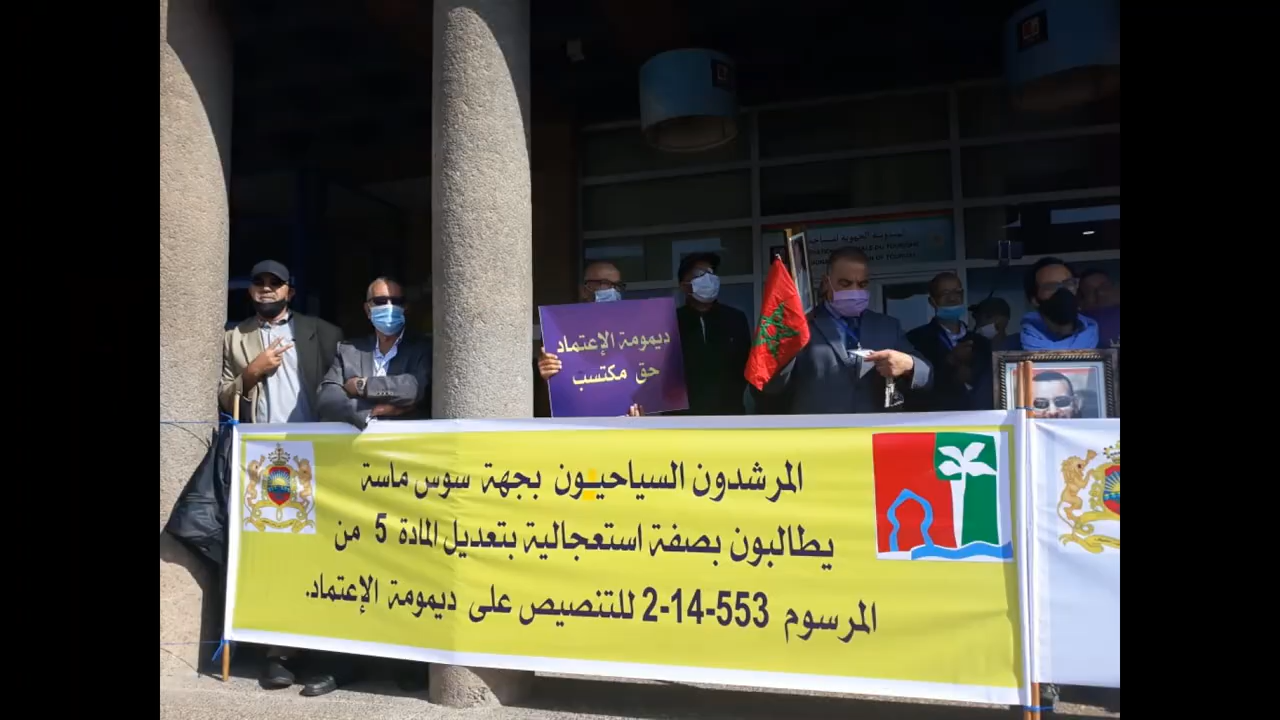 ديمومة الإعتماد
حق مكتسب
المرشدون السياحيون بجهة سوس ماسة
يطالبون بصفة استعجالية بتعديل المادة 5 من
المرسوم 553-14-2 للتنصيص على ديمومة الإعتماد.